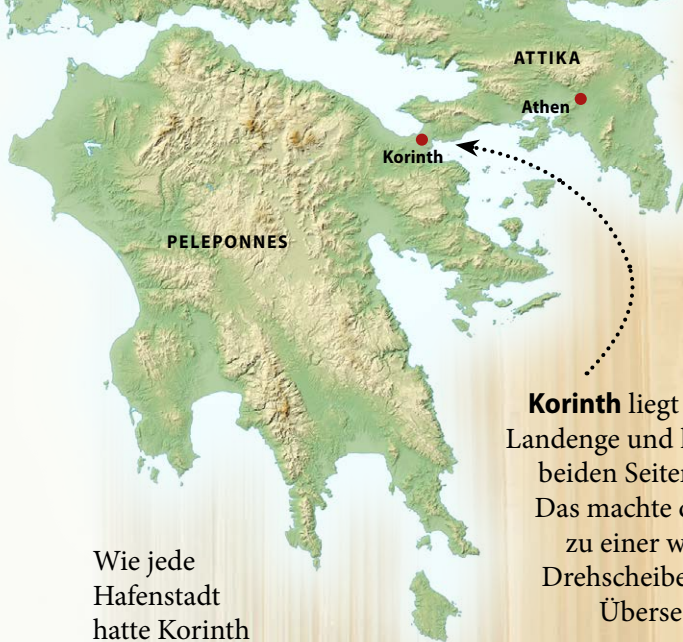 ATTIKA
Athen
Korinth
PELEPONNES
Korinth liegt
Landenge und
beiden Seiten
Das machte d
zu einer w
Drehscheibe
Überse
Wie jede
Hafenstadt
hatte Korinth